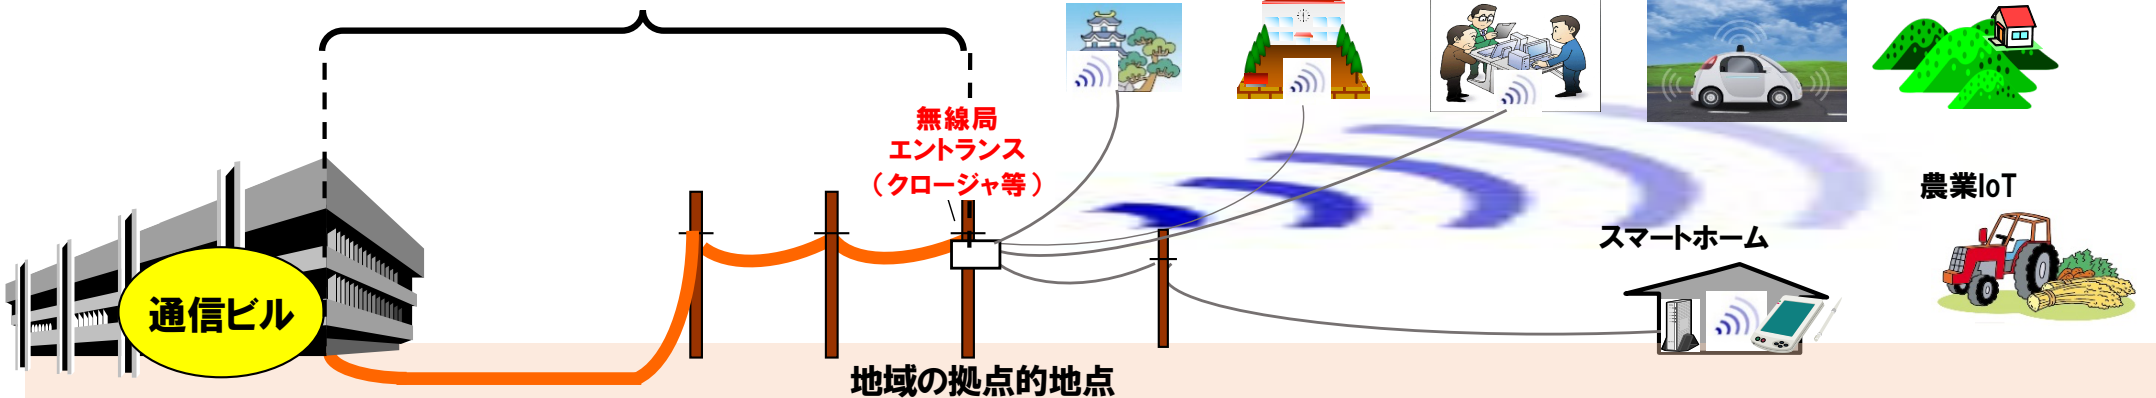 無線局
エントランス
（クロージャ等）
農業IoT
スマートホーム
通信ビル
地域の拠点的地点